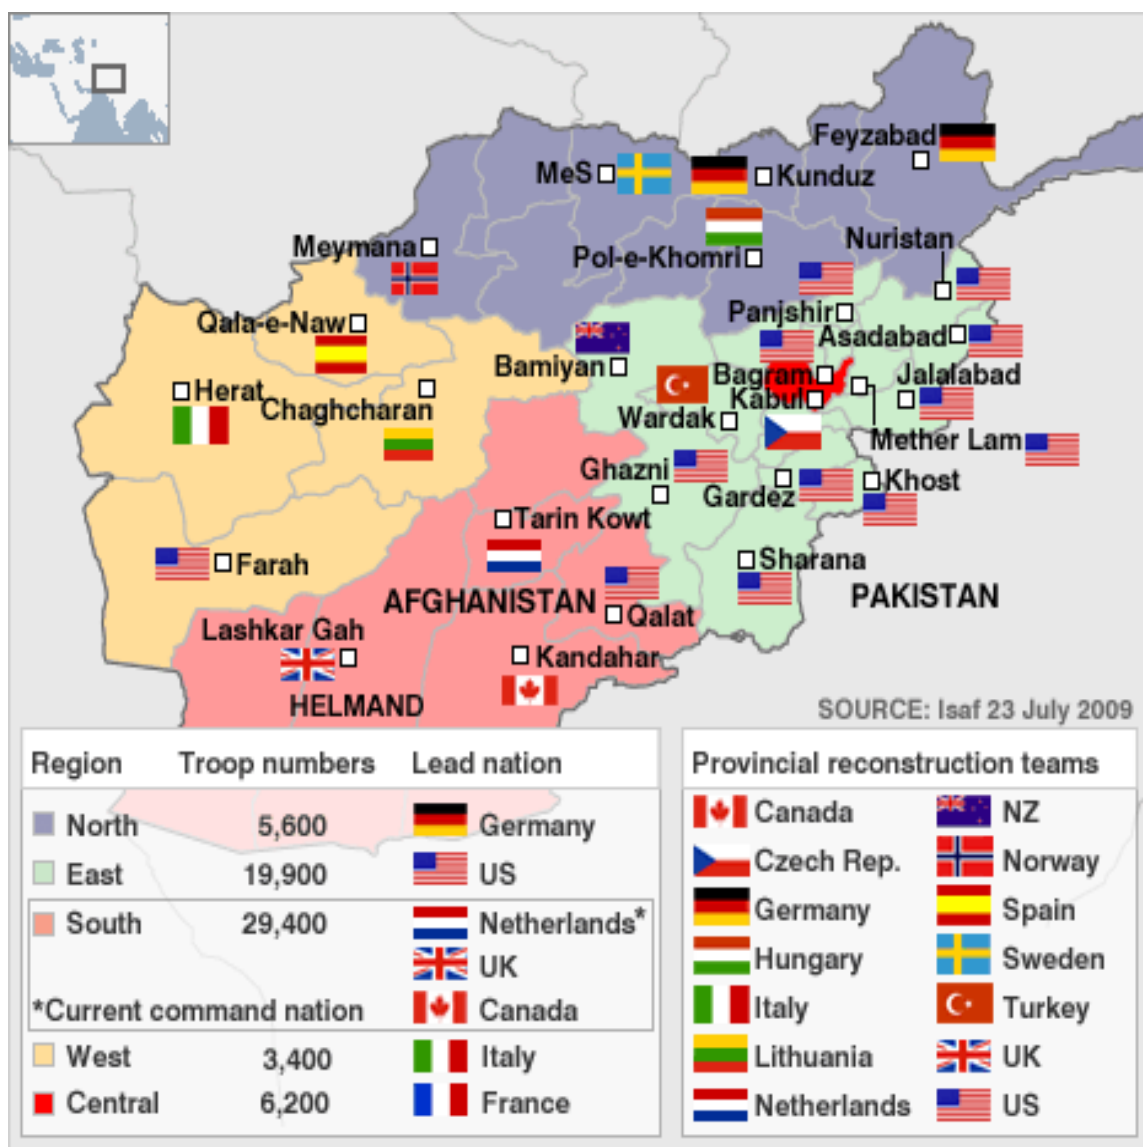 Feyzabad
MeS
Kunduz
Nuristan
Meymana
Pol-e-Khomri
Panjshir
Qala-e-Naw
Asadabad
Bamiyan
Bagram
Jalalabad
Herat
Kabul
Chaghcharan
Wardak
Mether Lam
Ghazni
Khost
Gardez
Tarin Kowt
Sharana
Farah
AFGHANISTAN
PAKISTAN
Qalat
Lashkar Gah
Kandahar
HELMAND
SOURCE: Isaf 23 July 2009
Region Troop numbers Lead nation
North 5,600 Germany
East 19,900 US
South 29,400 Netherlands*
UK
*Current command nation Canada
West 3,400 Italy
Central 6,200 France
Provincial reconstruction teams
Canada NZ
Czech Rep. Norway
Germany Spain
Hungary Sweden
Italy Turkey
Lithuania UK
Netherlands US